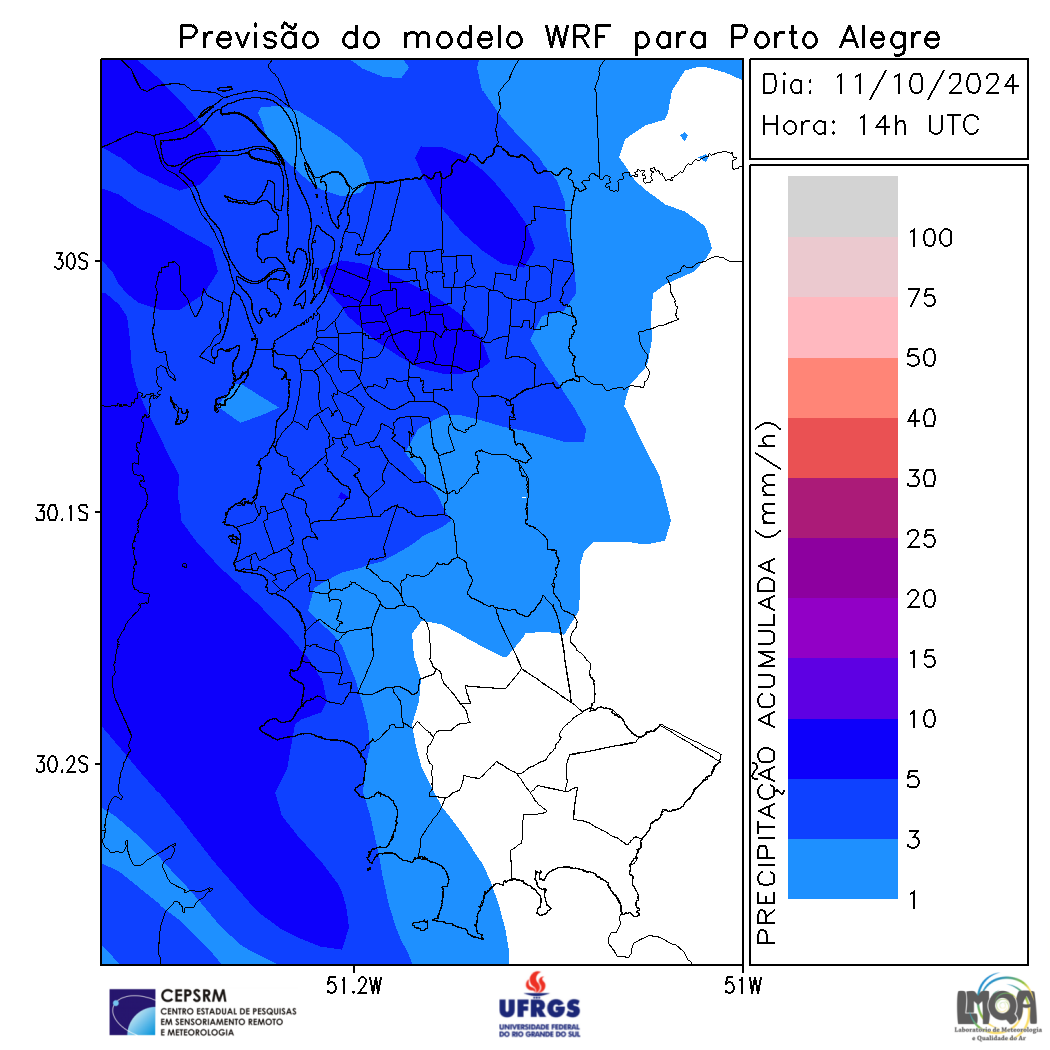 Previsão do modelo WRF para Porto Alegre
Dia: 11/10/2024
Hora: 14h UTC
30S
30.1S
30.2S
51.2W
51W
PRECIPITAÇÃO ACUMULADA (mm/h)
100
75
50
40
30
25
20
15
10
5
3
1
CEPSRM
CENTRO ESTADUAL DE PESQUISAS
EM SENSORIAMENTO REMOTO
E METEOROLOGIA
UFRGS
UNIVERSIDADE FEDERAL
DO RIO GRANDE DO SUL
LMQA
Laboratório de Meteorologia
e Qualidade do Ar